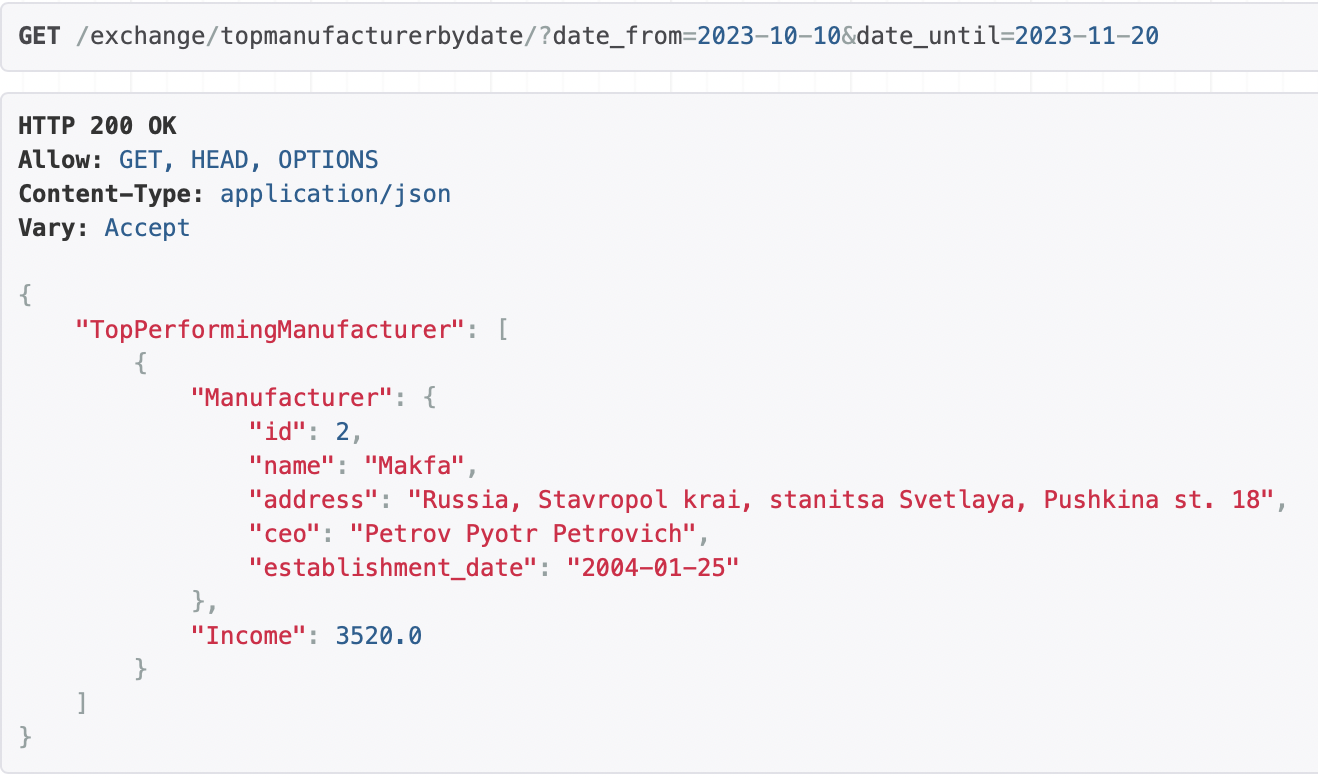 GET /exchange/topmanufacturerbydate/?date_from=2023-10-10&date_until=2023-11-20
HTTP 200 OK
Allow: GET, HEAD, OPTIONS
Content-Type: application/json
Vary: Accept
{
"TopPerformingManufacturer": [
{
"Manufacturer": {
"id": 2,
"name": "Makfa",
"address": "Russia, Stavropol krai, stanitsa Svetlaya, Pushkina st. 18",
"ceo": "Petrov Pyotr Petrovich",
"establishment_date": "2004-01-25"
},
"Income": 3520.0
}
]
}